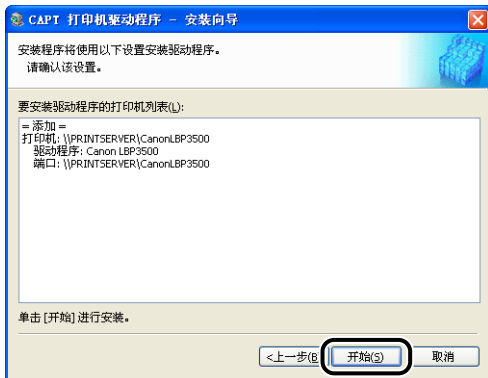 CAPT 打印机驱动程序 - 安装向导
安装程序将使用以下设置安装驱动程序。
请确认该设置。
要安装驱动程序的打印机列表(L):
= 添加 =
打印机: \\PRINTSERVER\CanonLBP3500
驱动程序: Canon LBP3500
端口: \\PRINTSERVER\CanonLBP3500
单击 [开始] 进行安装。
<上一步(B
开始(S)
取消